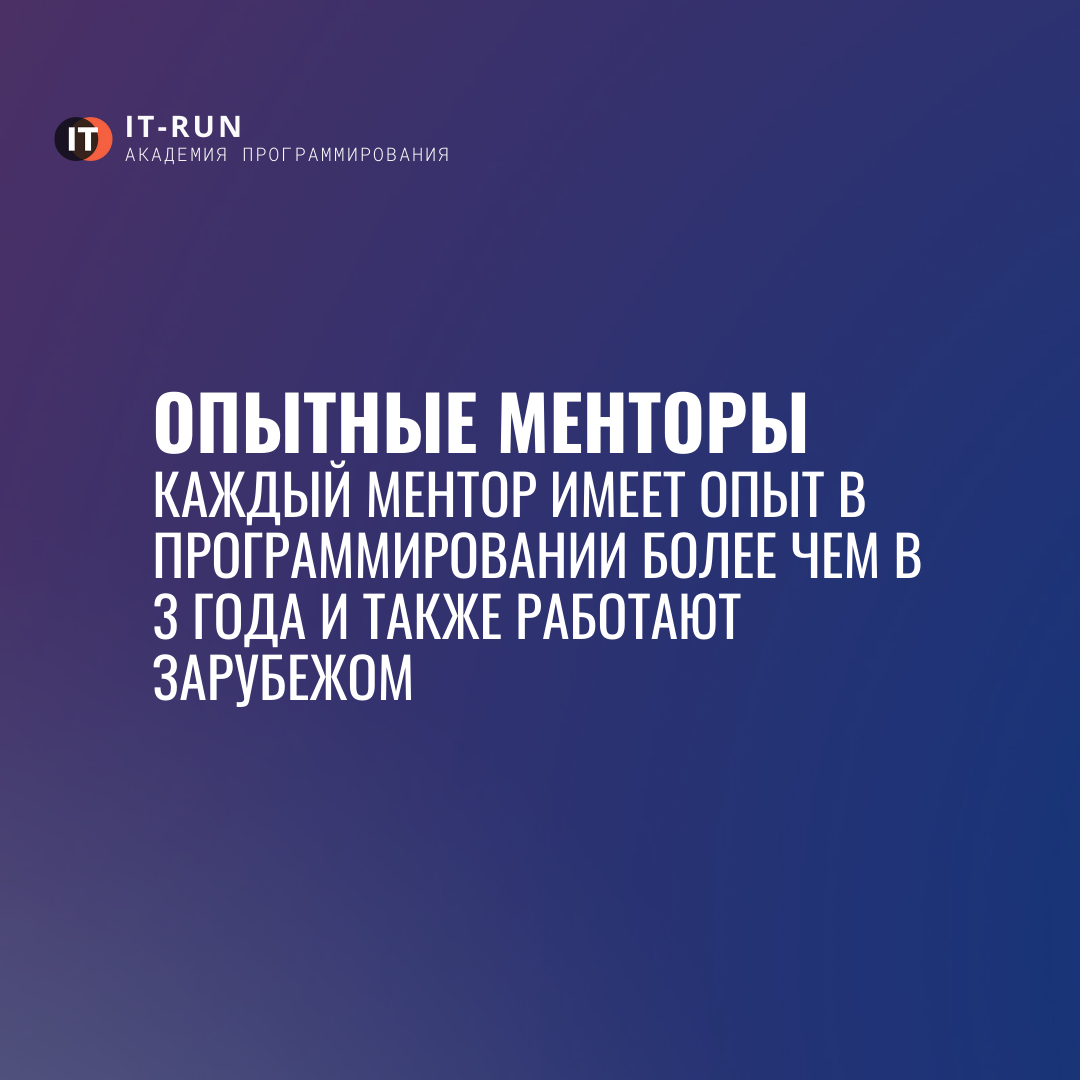 IT
IT-RUN
АКАДЕМИЯ ПРОГРАММИРОВАНИЯ
ОПЫТНЫЕ МЕНТОРЫ
КАЖДЫЙ МЕНТОР ИМЕЕТ ОПЫТ В
ПРОГРАММИРОВАНИИ БОЛЕЕ ЧЕМ В
3 ГОДА И ТАКЖЕ РАБОТАЮТ
ЗАРУБЕЖОМ